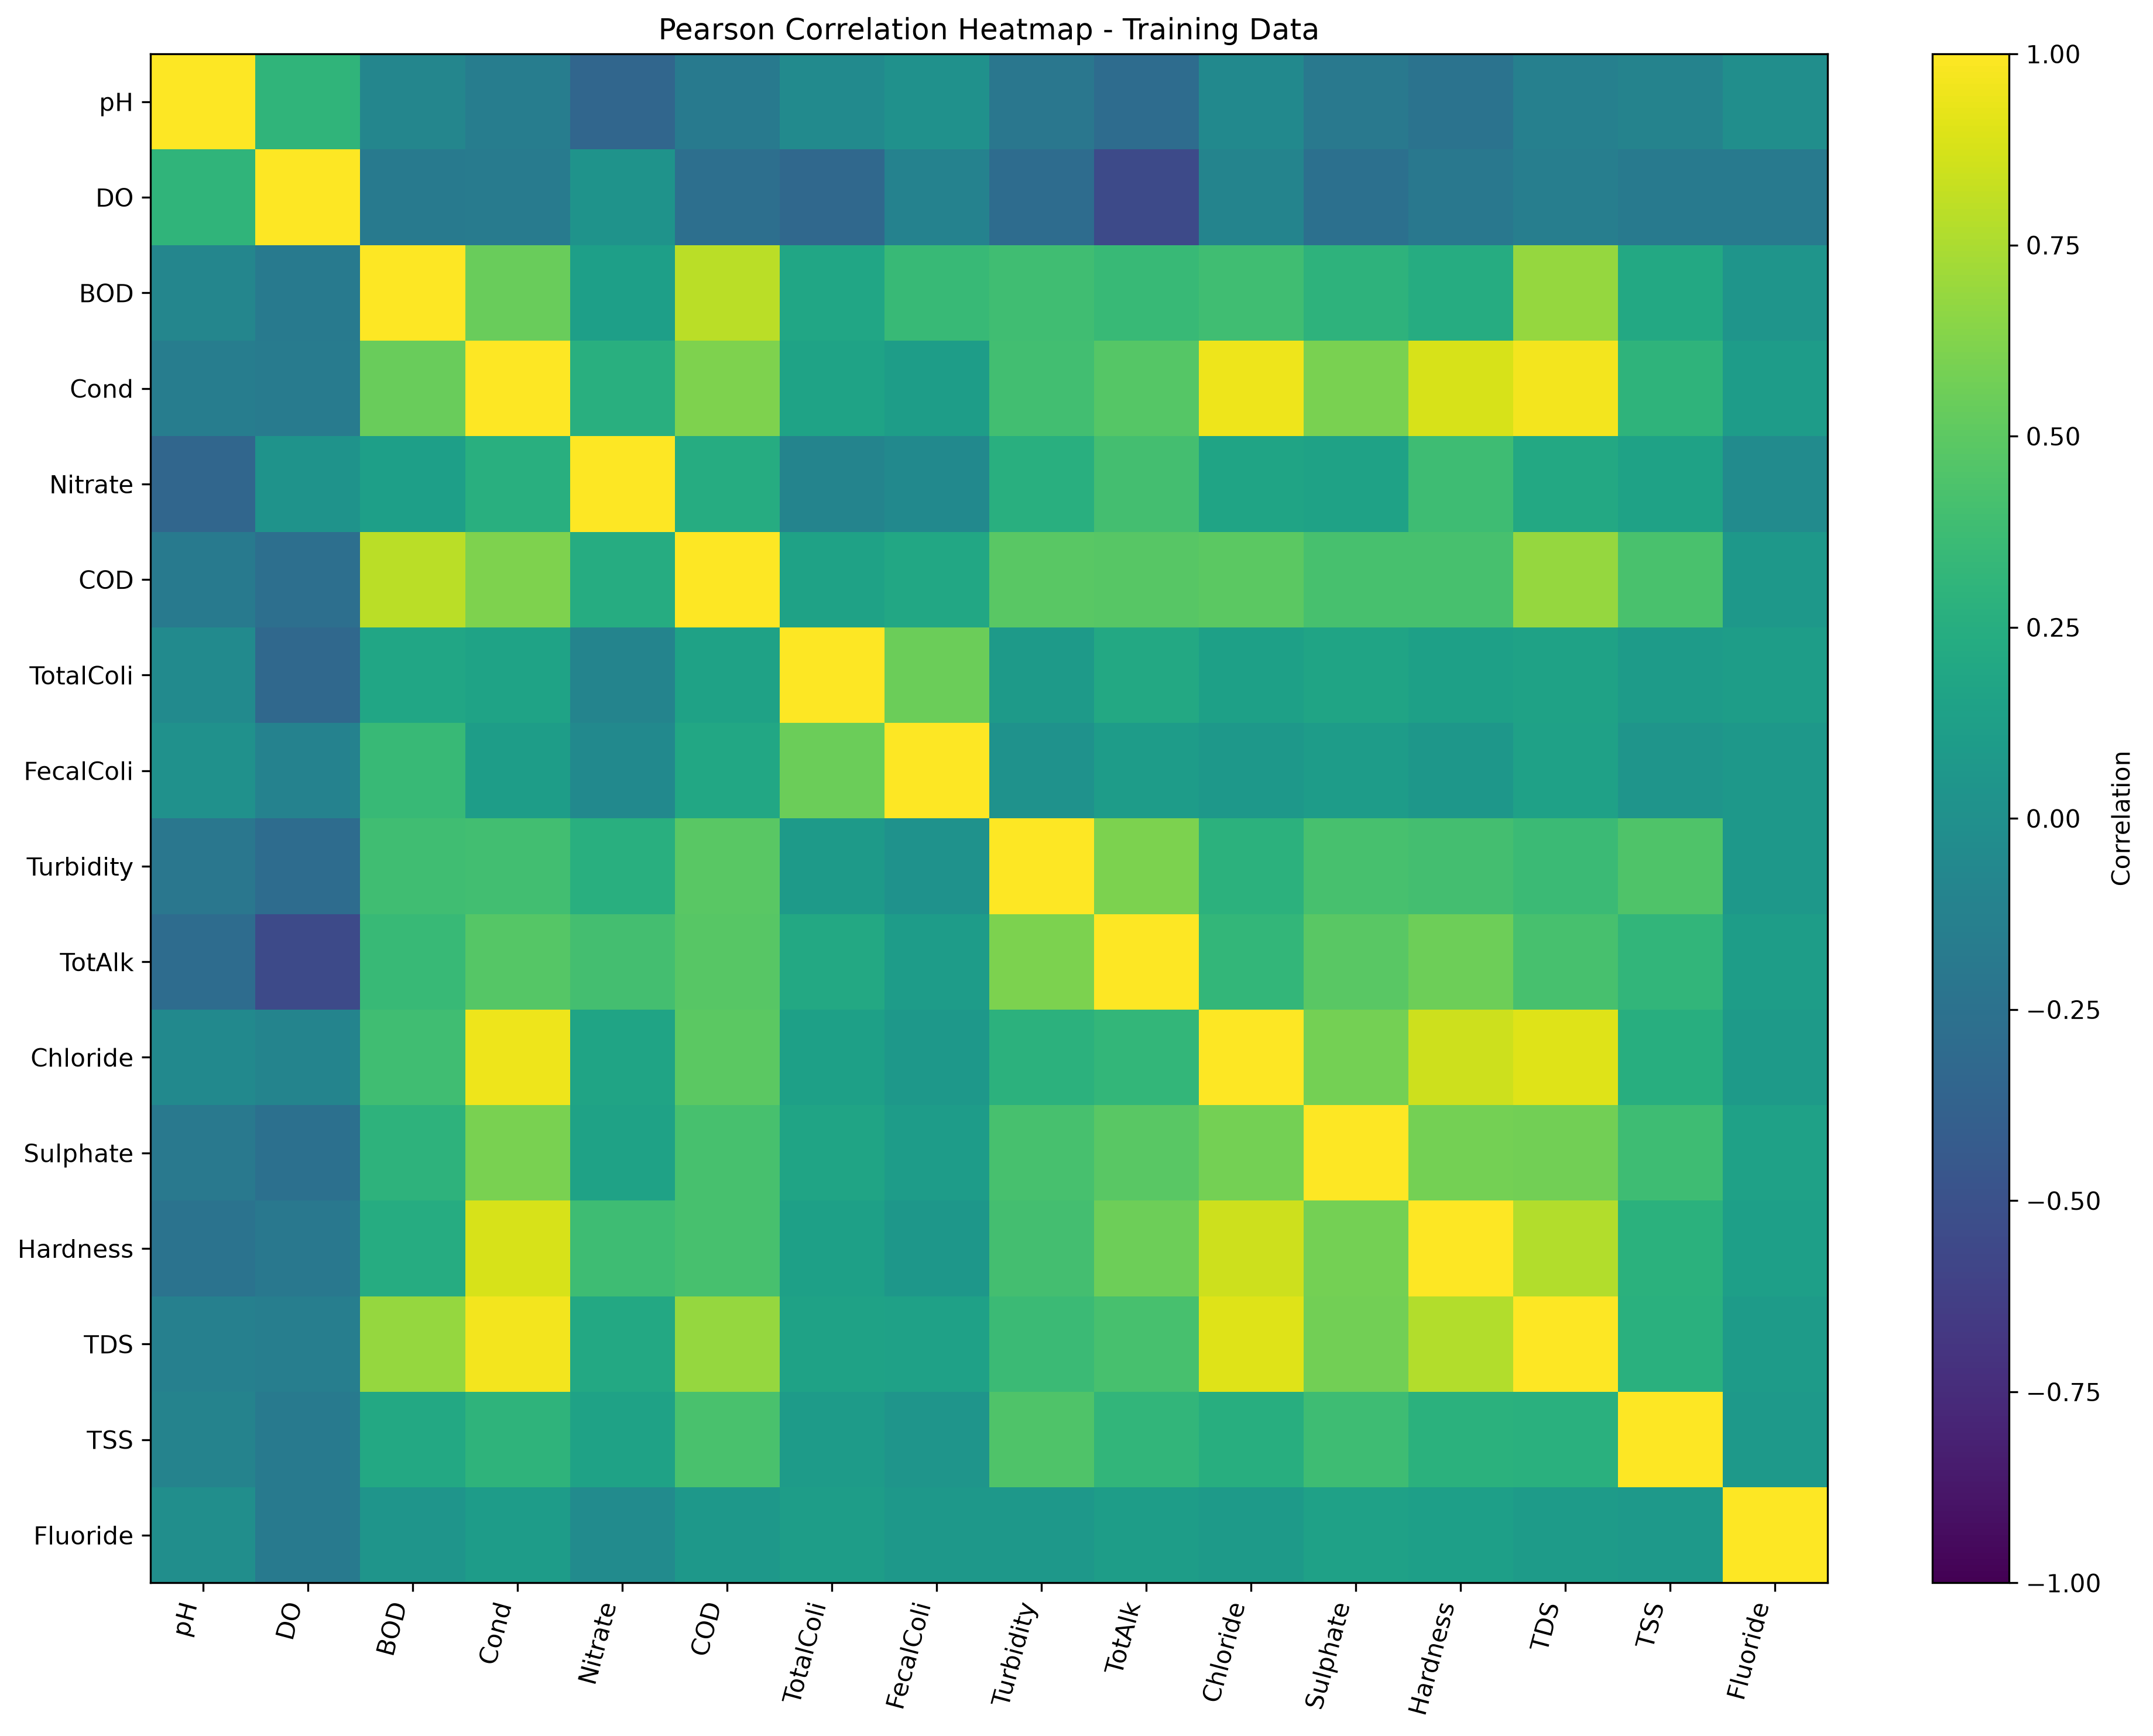 Pearson Correlation Heatmap - Training Data
pH
DO
BOD
Cond
Nitrate
COD
TotalColi
FecalColi
Turbidity
TotAlk
Chloride
Sulphate
Hardness
TDS
TSS
Fluoride
pH
DO
BOD
Cond
Nitrate
COD
TotalColi
FecalColi
Turbidity
TotAlk
Chloride
Sulphate
Hardness
TDS
TSS
Fluoride
1.00
0.75
0.50
0.25
0.00
−0.25
−0.50
−0.75
−1.00
Correlation